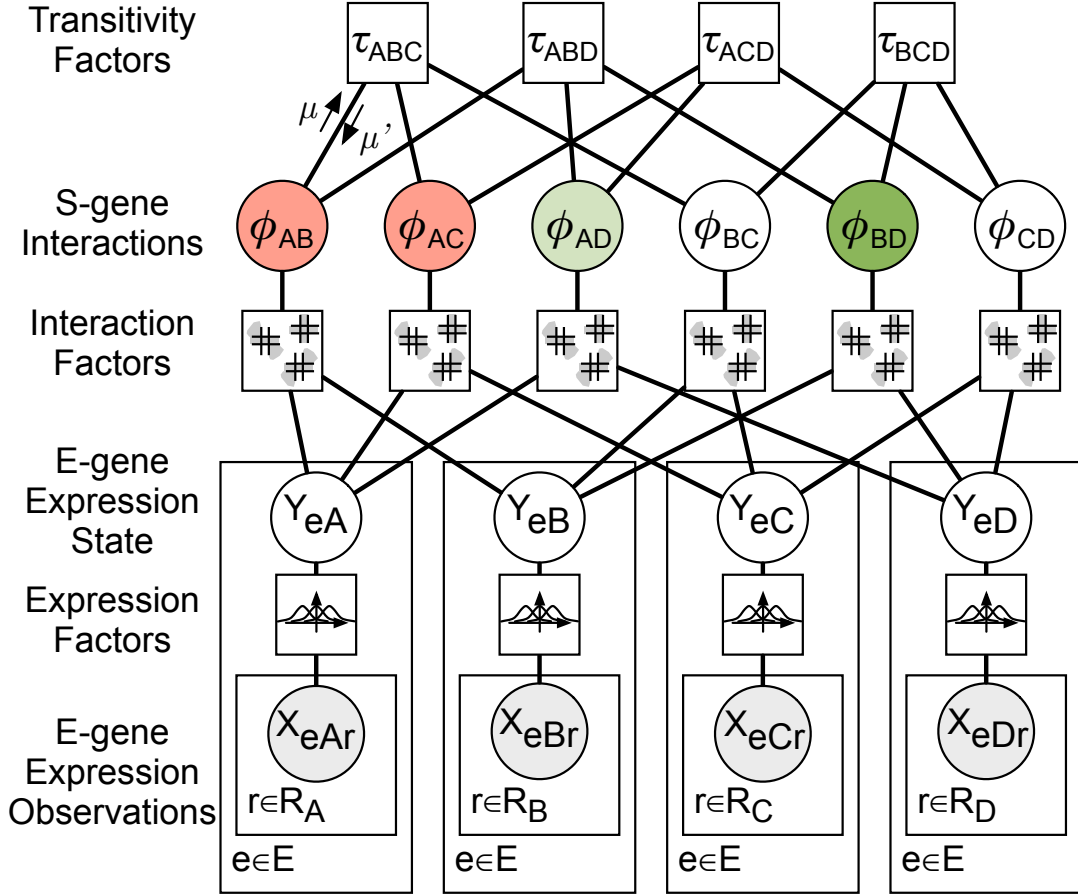 Transitivity
Factors
τABC
τABD
τACD
τBCD
μ
μ'
S-gene
Interactions
ϕAB
ϕAC
ϕAD
ϕBC
ϕBD
ϕCD
Interaction
Factors
E-gene
Expression
State
YeA
YeB
YeC
YeD
Expression
Factors
E-gene
Expression
Observations
XeAr
XeBr
XeCr
XeDr
r∈RA
r∈RB
r∈RC
r∈RD
e∈E
e∈E
e∈E
e∈E